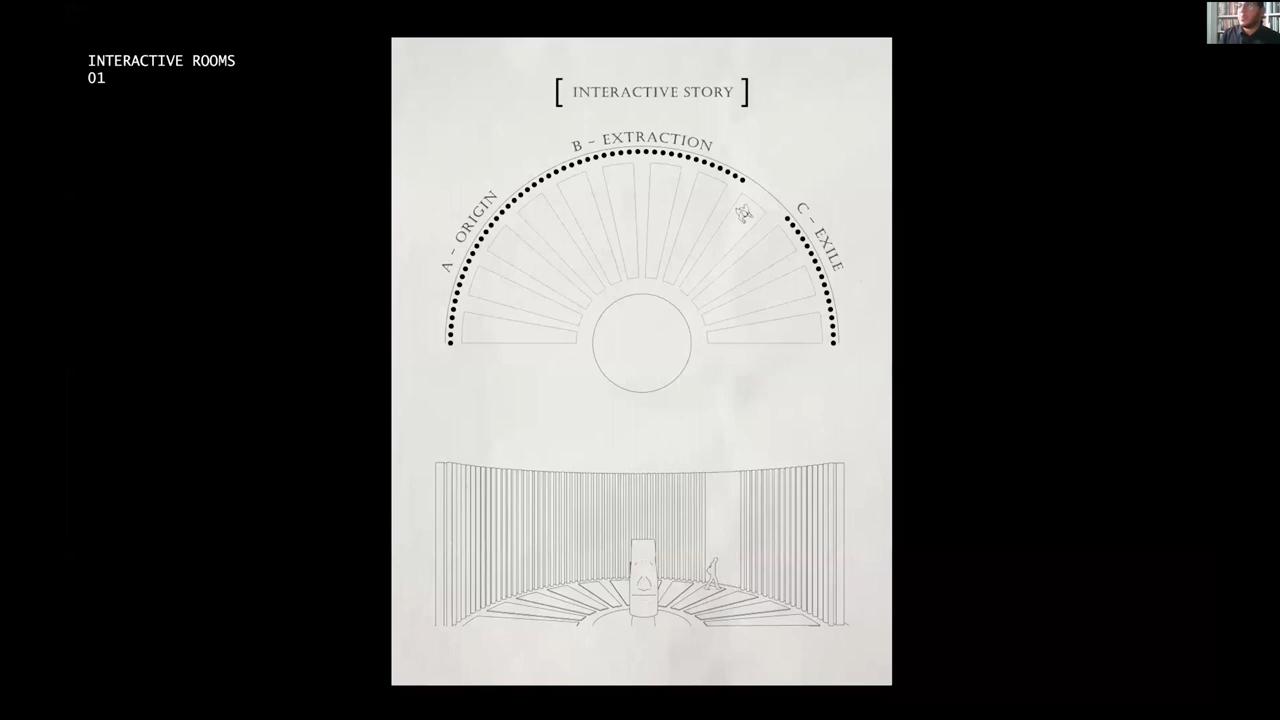 INTERACTIVE ROOMS
01
[ INTERACTIVE STORY ]
B - EXTRACTION
A - ORIGIN
C - EXILE